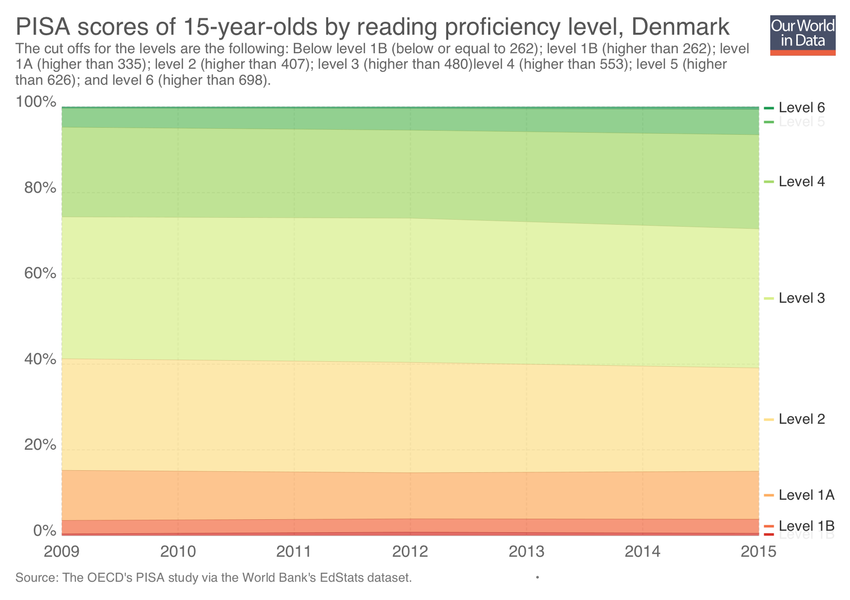 PISA scores of 15-year-olds by reading proficiency level, Denmark
Our World
in Data
The cut offs for the levels are the following: Below level 1B (below or equal to 262); level 1B (higher than 262); level
1A (higher than 335); level 2 (higher than 407); level 3 (higher than 480)level 4 (higher than 553); level 5 (higher
than 626); and level 6 (higher than 698).
100%
80%
60%
40%
20%
0%
Level 6
Level 5
Level 4
Level 3
Level 2
Level 1A
Level 1B
2009 2010 2011 2012 2013 2014 2015
Source: The OECD's PISA study via the World Bank's EdStats dataset.